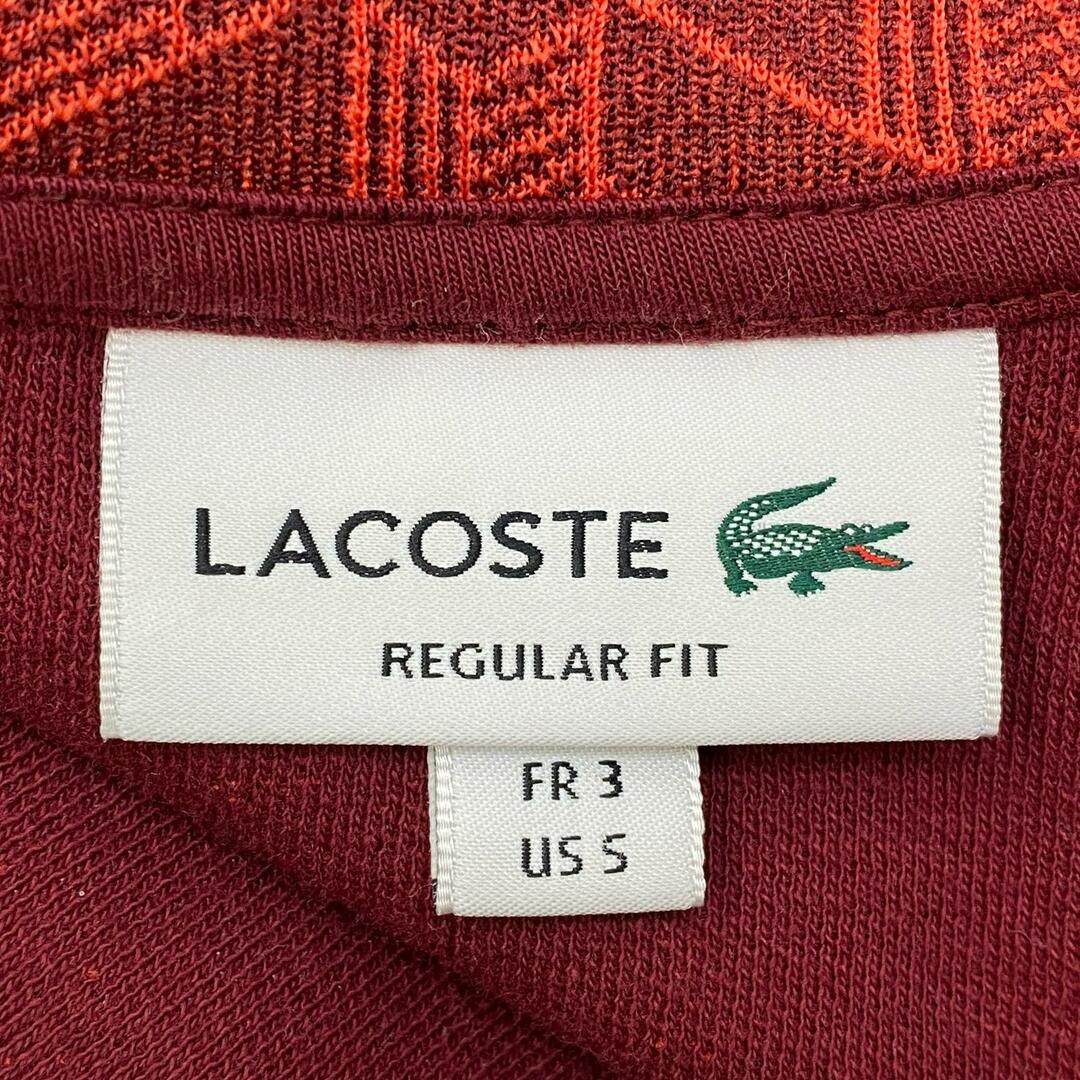 LACOSTE
REGULAR FIT
FR 3
US S